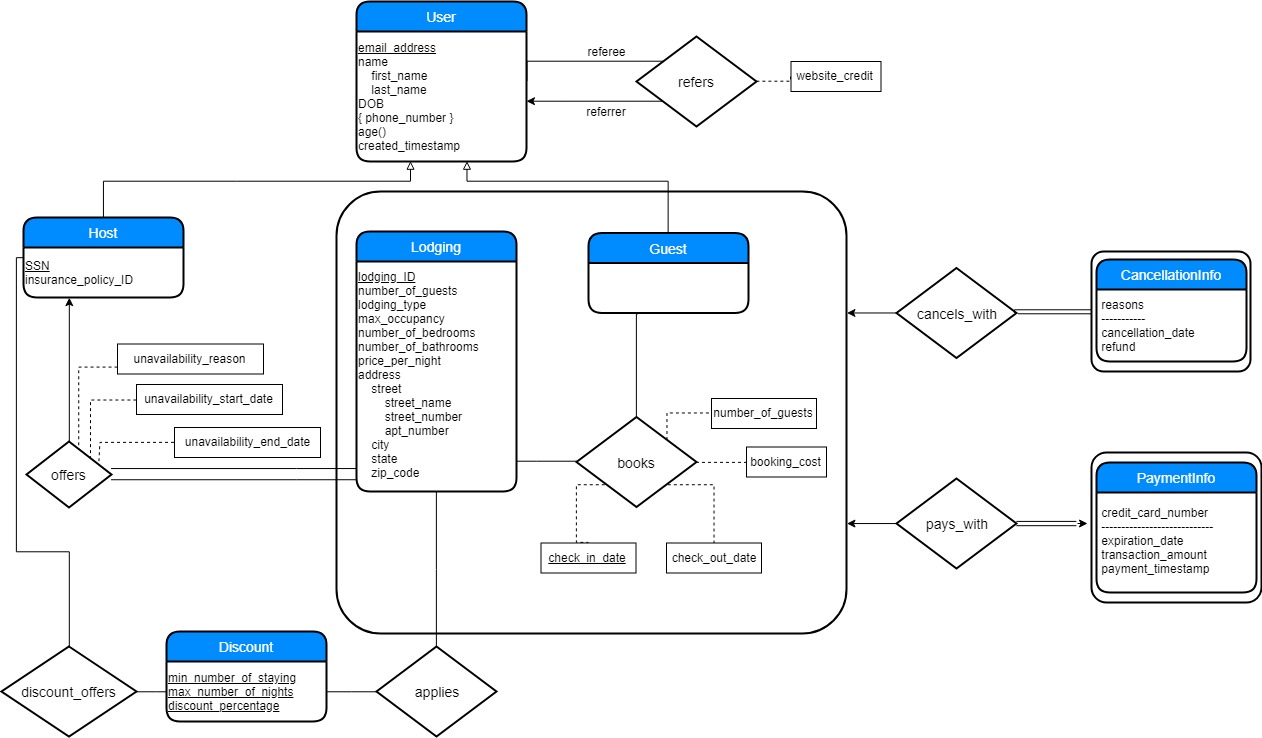 User
email_address
name
first_name
last_name
DOB
{ phone_number }
age()
created_timestamp
referee
refers
referrer
website_credit
Host
SSN
insurance_policy_ID
Lodging
lodging_ID
number_of_guests
lodging_type
max_occupancy
number_of_bedrooms
number_of_bathrooms
price_per_night
address
street
street_name
street_number
apt_number
city
state
zip_code
Guest
cancels_with
CancellationInfo
reasons
-----------
cancellation_date
refund
unavailability_reason
unavailability_start_date
unavailability_end_date
offers
number_of_guests
books
booking_cost
check_in_date
check_out_date
pays_with
PaymentInfo
credit_card_number
----------------------------
expiration_date
transaction_amount
payment_timestamp
discount_offers
Discount
min_number_of_staying
max_number_of_nights
discount_percentage
applies